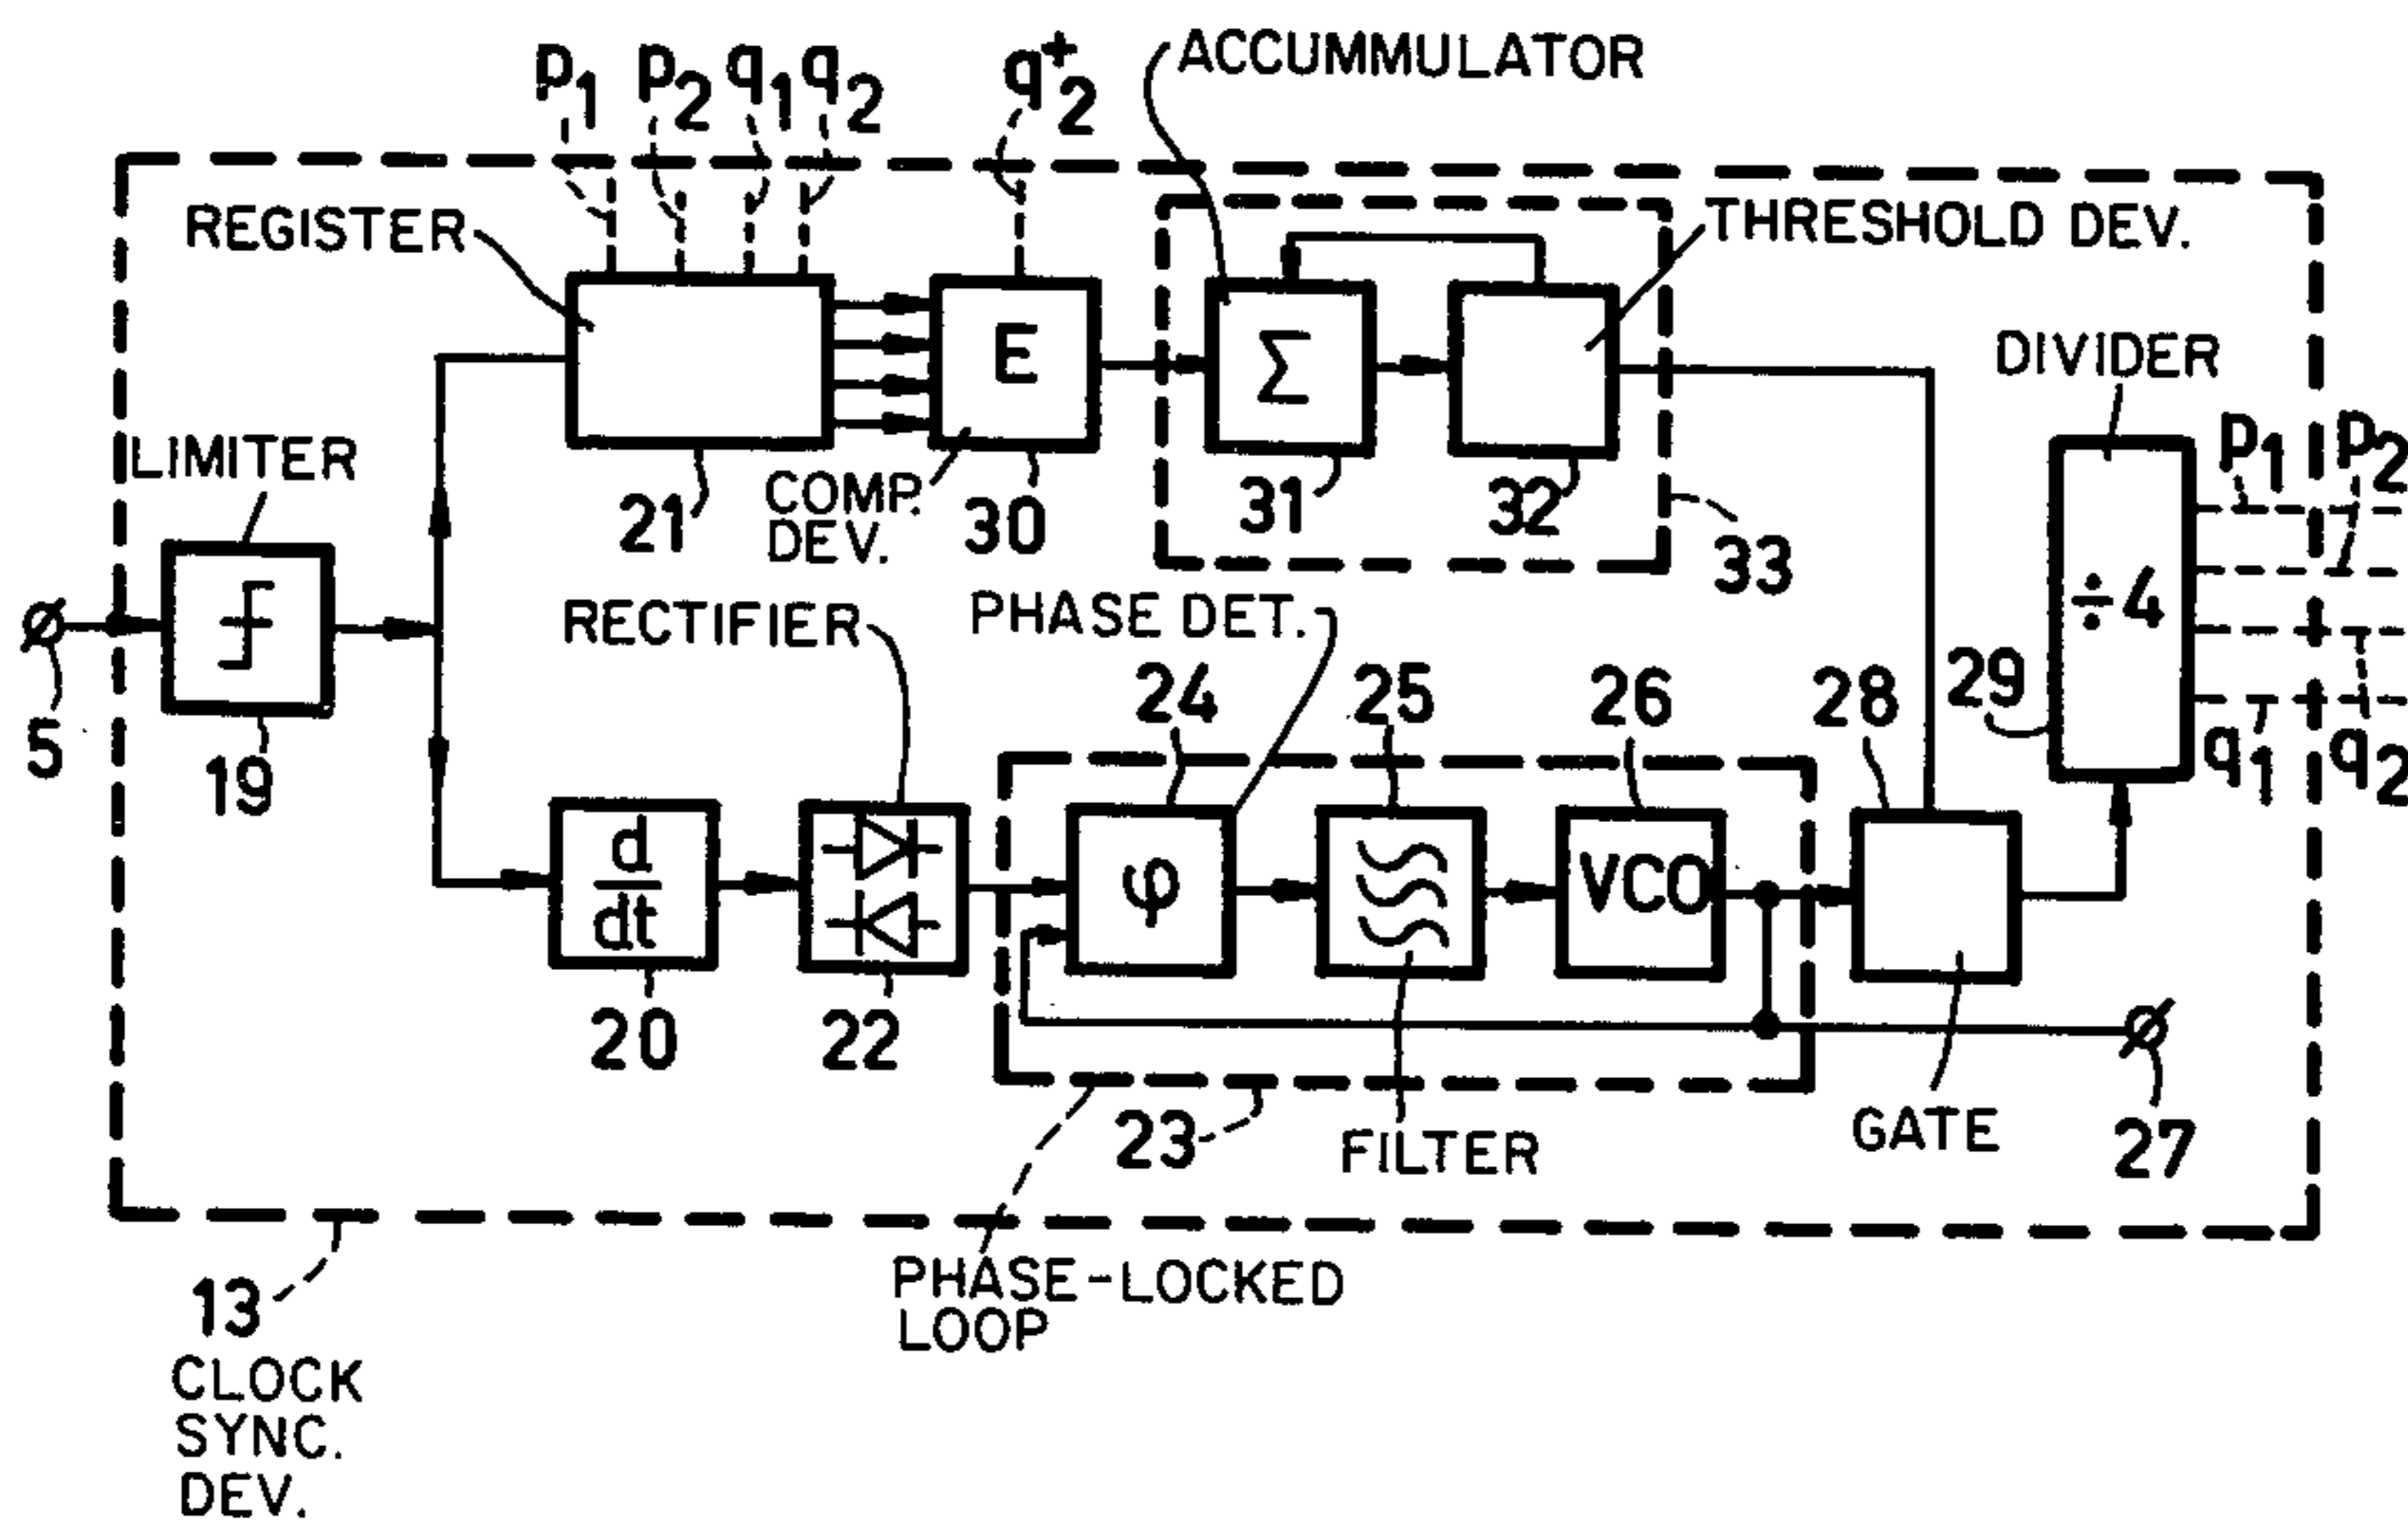 p1 p2 q1 q2 q+2 ACCUMMULATOR
REGISTER
THRESHOLD DEV.
E
Σ
DIVIDER
LIMITER
p1 p2
21
COMP.
DEV.
30
31
32
33
÷4
RECTIFIER
PHASE DET.
24
25
26
28
29
5
19
q1 q2
d
dt
φ
VCO
20
22
23
FILTER
GATE
27
PHASE-LOCKED
LOOP
13
CLOCK
SYNC.
DEV.